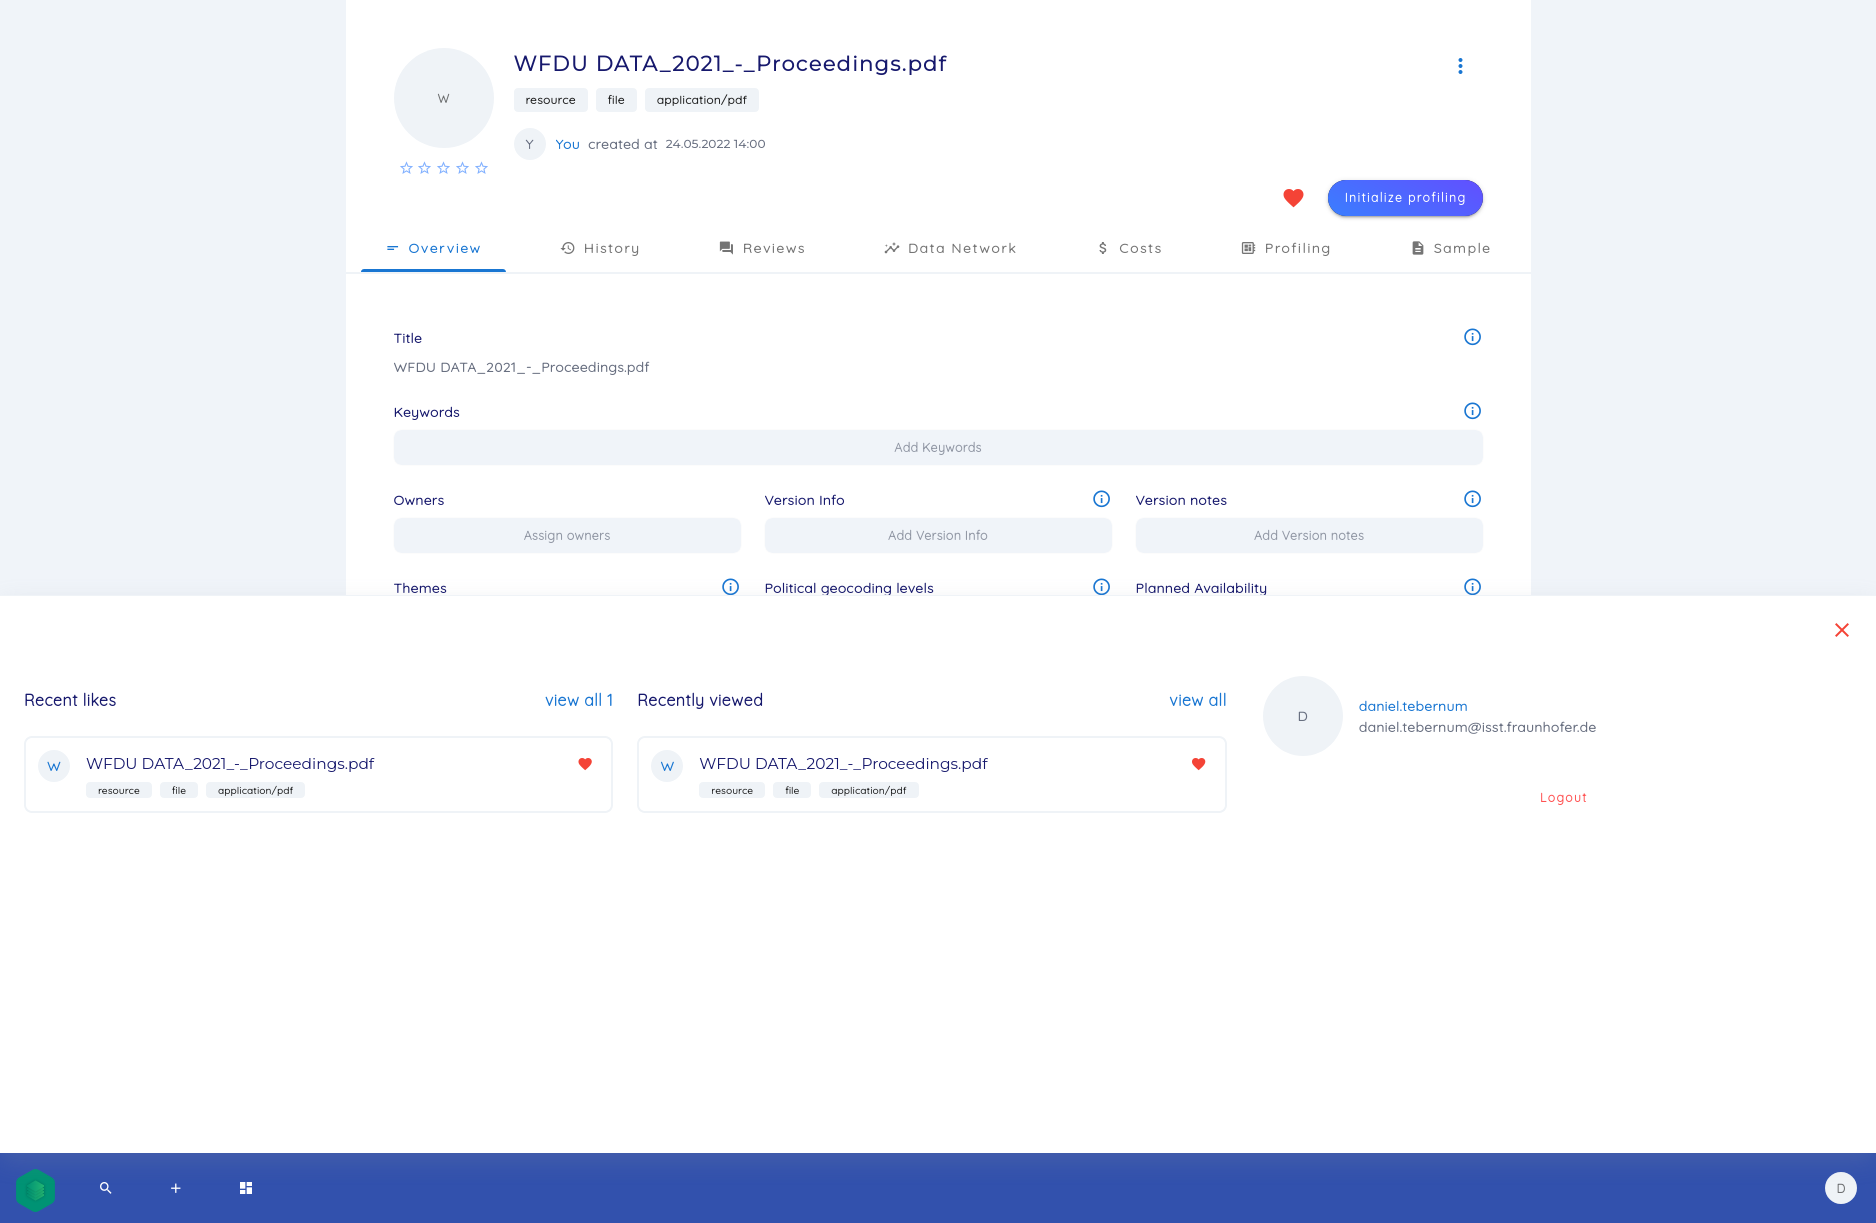 W
WFDU DATA_2021_-_Proceedings.pdf
resource file application/pdf
Y You created at 24.05.2022 14:00
Initialize profiling
Overview History Reviews Data Network Costs Profiling Sample
Title
WFDU DATA_2021_-_Proceedings.pdf
Keywords
Add Keywords
Owners Version Info Version notes
Assign owners Add Version Info Add Version notes
Themes Political geocoding levels Planned Availability
Recent likes view all 1
W WFDU DATA_2021_-_Proceedings.pdf
resource file application/pdf
Recently viewed view all
W WFDU DATA_2021_-_Proceedings.pdf
resource file application/pdf
D
daniel.tebernum
daniel.tebernum@isst.fraunhofer.de
Logout
D